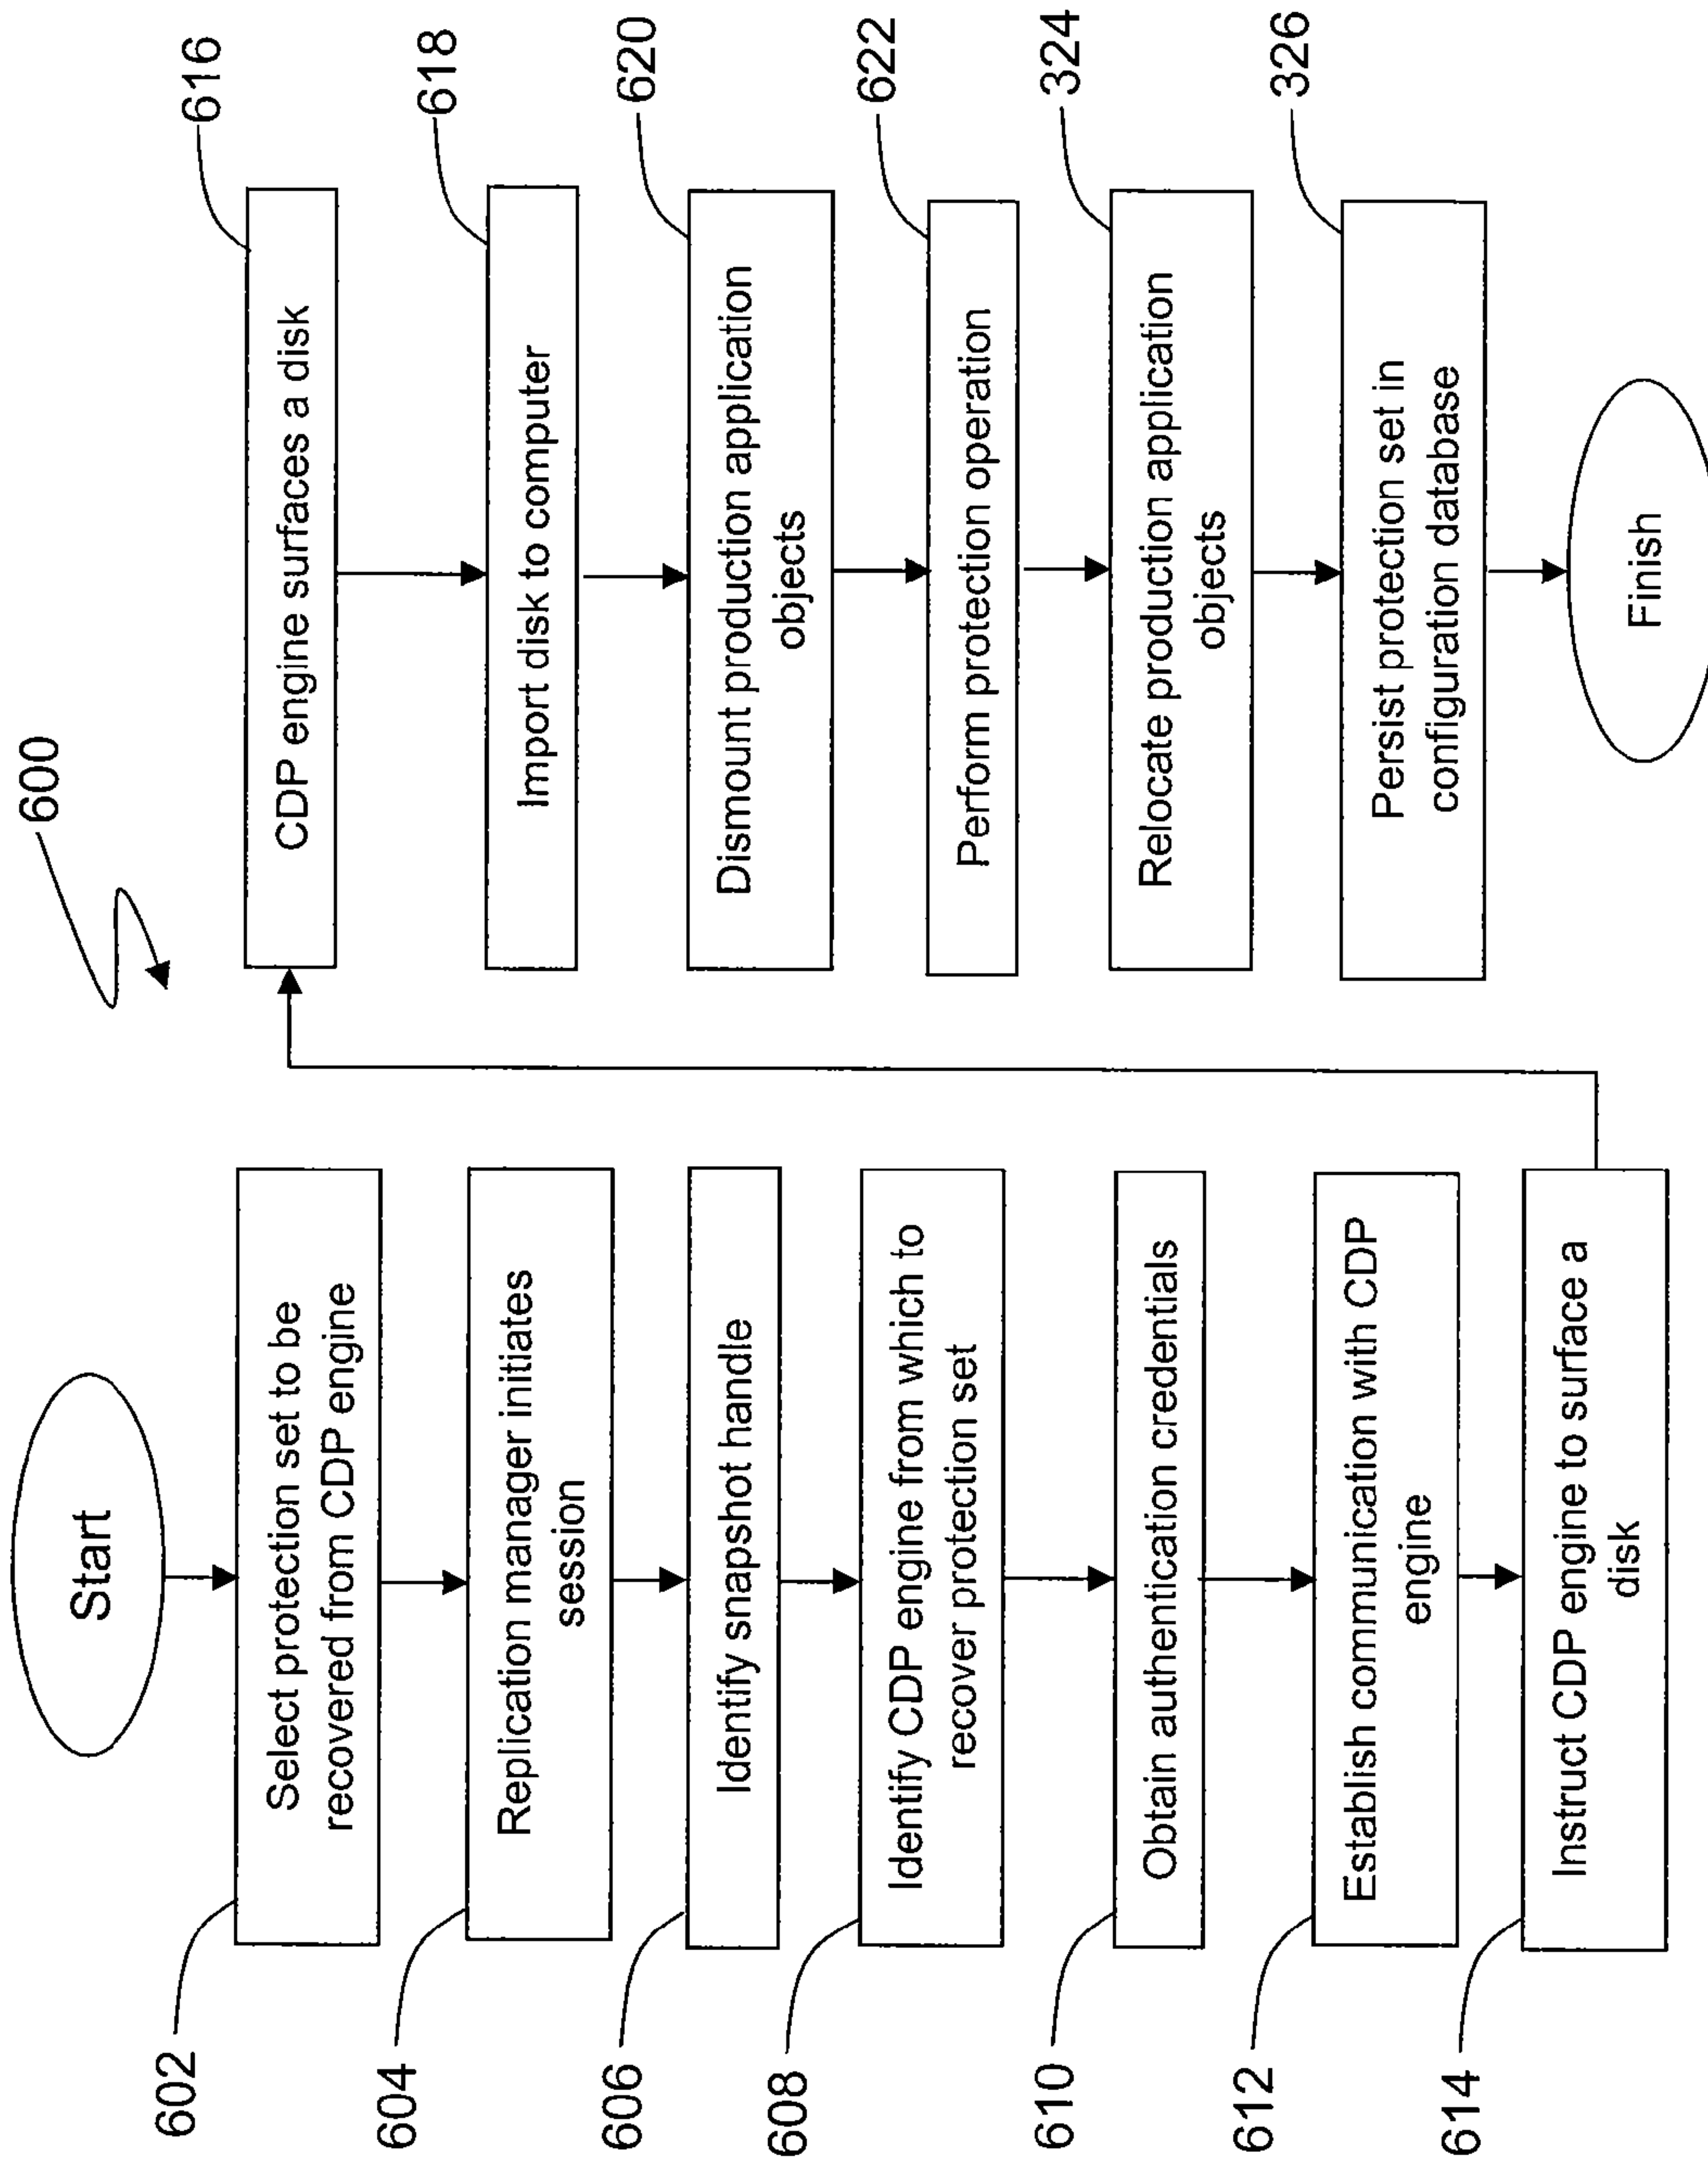 600
Start
602
Select protection set to be
recovered from CDP engine
604
Replication manager initiates
session
606
Identify snapshot handle
608
Identify CDP engine from which to
recover protection set
610
Obtain authentication credentials
612
Establish communication with CDP
engine
614
Instruct CDP engine to surface a
disk
616
CDP engine surfaces a disk
618
Import disk to computer
620
Dismount production application
objects
622
Perform protection operation
324
Relocate production application
objects
326
Persist protection set in
configuration database
Finish